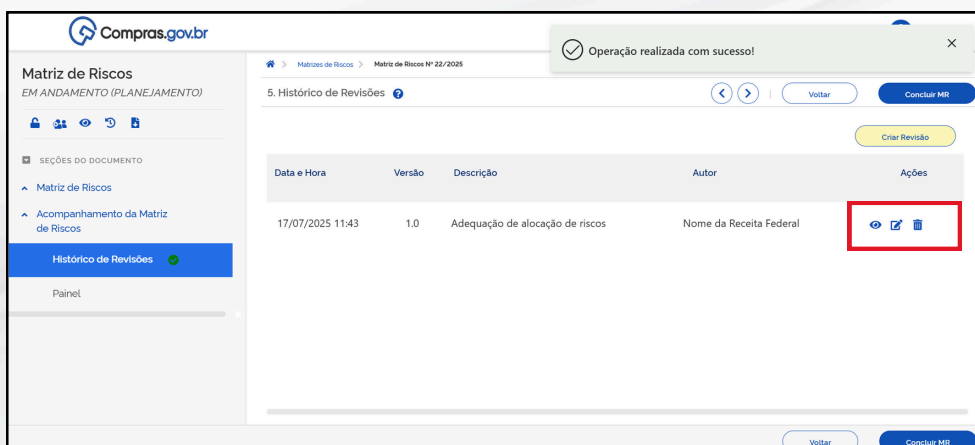 Compras.gov.br
Operação realizada com sucesso!
Matriz de Riscos
EM ANDAMENTO (PLANEJAMENTO)
Matrizes de Riscos > Matriz de Riscos Nº 22/2025
5. Histórico de Revisões
Voltar
Concluir MR
Criar Revisão
SEÇÕES DO DOCUMENTO
Matriz de Riscos
Acompanhamento da Matriz
de Riscos
Histórico de Revisões
Painel
Data e Hora Versão Descrição Autor Ações
17/07/2025 11:43 1.0 Adequação de alocação de riscos Nome da Receita Federal
Voltar
Concluir MR